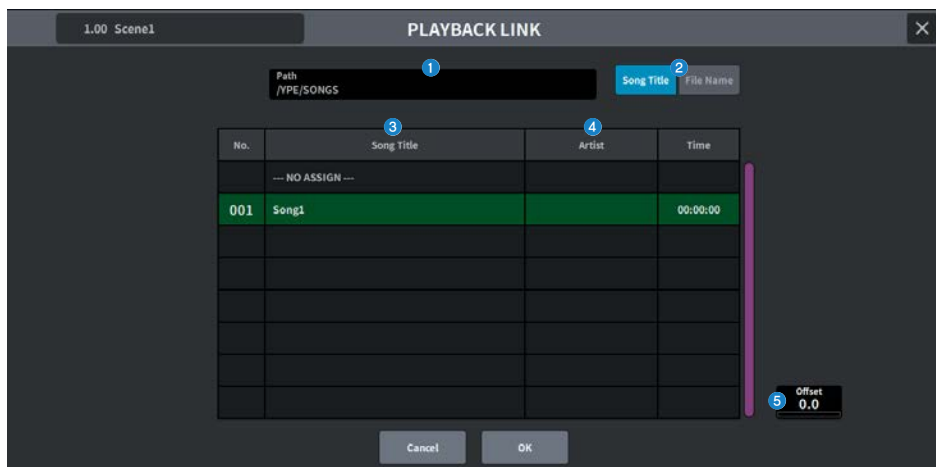 1.00 Scene1
PLAYBACK LINK
×
1
2
Path
/YPE/SONGS
Song Title
File Name
3
4
No.
Song Title
Artist
Time
--- NO ASSIGN ---
001
Song1
00:00:00
5
Offset
0.0
Cancel
OK